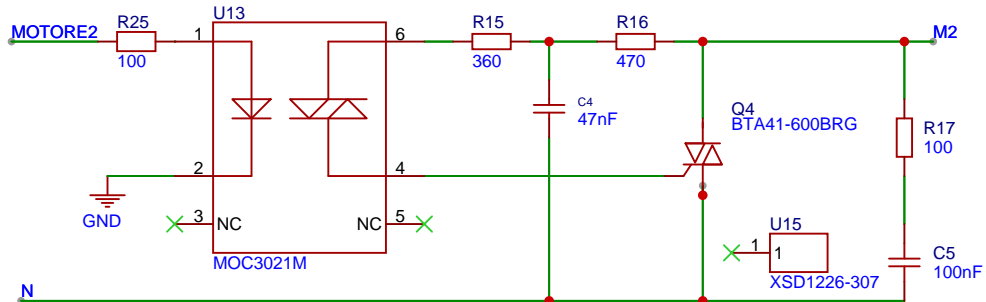 U13
MOTORE2
R25
100
1
6
R15
360
R16
470
M2
C4
47nF
Q4
BTA41-600BRG
R17
100
2
4
GND
3
NC
NC
5
MOC3021M
U15
1
1
XSD1226-307
C5
100nF
N